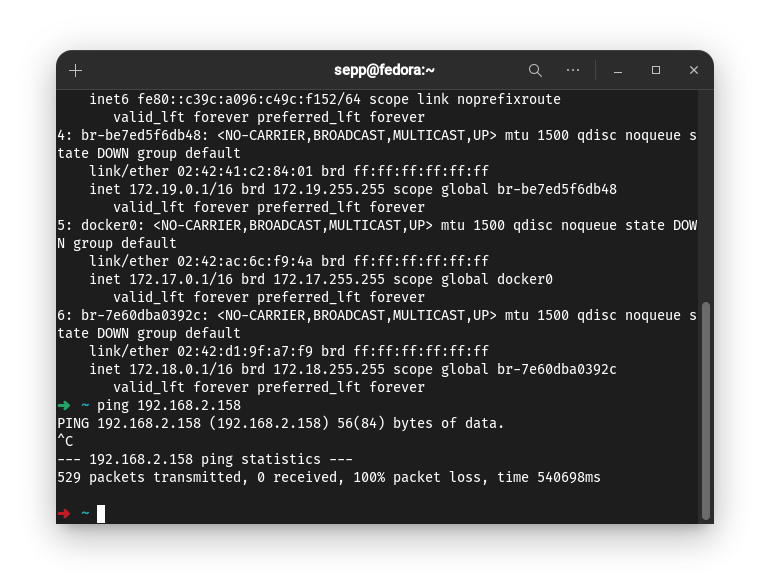 sepp@fedora:~
inet6 fe80::c39c:a096:c49c:f152/64 scope link noprefixroute
valid_lft forever preferred_lft forever
4: br-be7ed5f6db48: <NO-CARRIER,BROADCAST,MULTICAST,UP> mtu 1500 qdisc noqueue s
tate DOWN group default
link/ether 02:42:41:c2:84:01 brd ff:ff:ff:ff:ff:ff
inet 172.19.0.1/16 brd 172.19.255.255 scope global br-be7ed5f6db48
valid_lft forever preferred_lft forever
5: docker0: <NO-CARRIER,BROADCAST,MULTICAST,UP> mtu 1500 qdisc noqueue state DOW
N group default
link/ether 02:42:ac:6c:f9:4a brd ff:ff:ff:ff:ff:ff
inet 172.17.0.1/16 brd 172.17.255.255 scope global docker0
valid_lft forever preferred_lft forever
6: br-7e60dba0392c: <NO-CARRIER,BROADCAST,MULTICAST,UP> mtu 1500 qdisc noqueue s
tate DOWN group default
link/ether 02:42:d1:9f:a7:f9 brd ff:ff:ff:ff:ff:ff
inet 172.18.0.1/16 brd 172.18.255.255 scope global br-7e60dba0392c
valid_lft forever preferred_lft forever
➜ ~ ping 192.168.2.158
PING 192.168.2.158 (192.168.2.158) 56(84) bytes of data.
^C
--- 192.168.2.158 ping statistics ---
529 packets transmitted, 0 received, 100% packet loss, time 540698ms
➜ ~